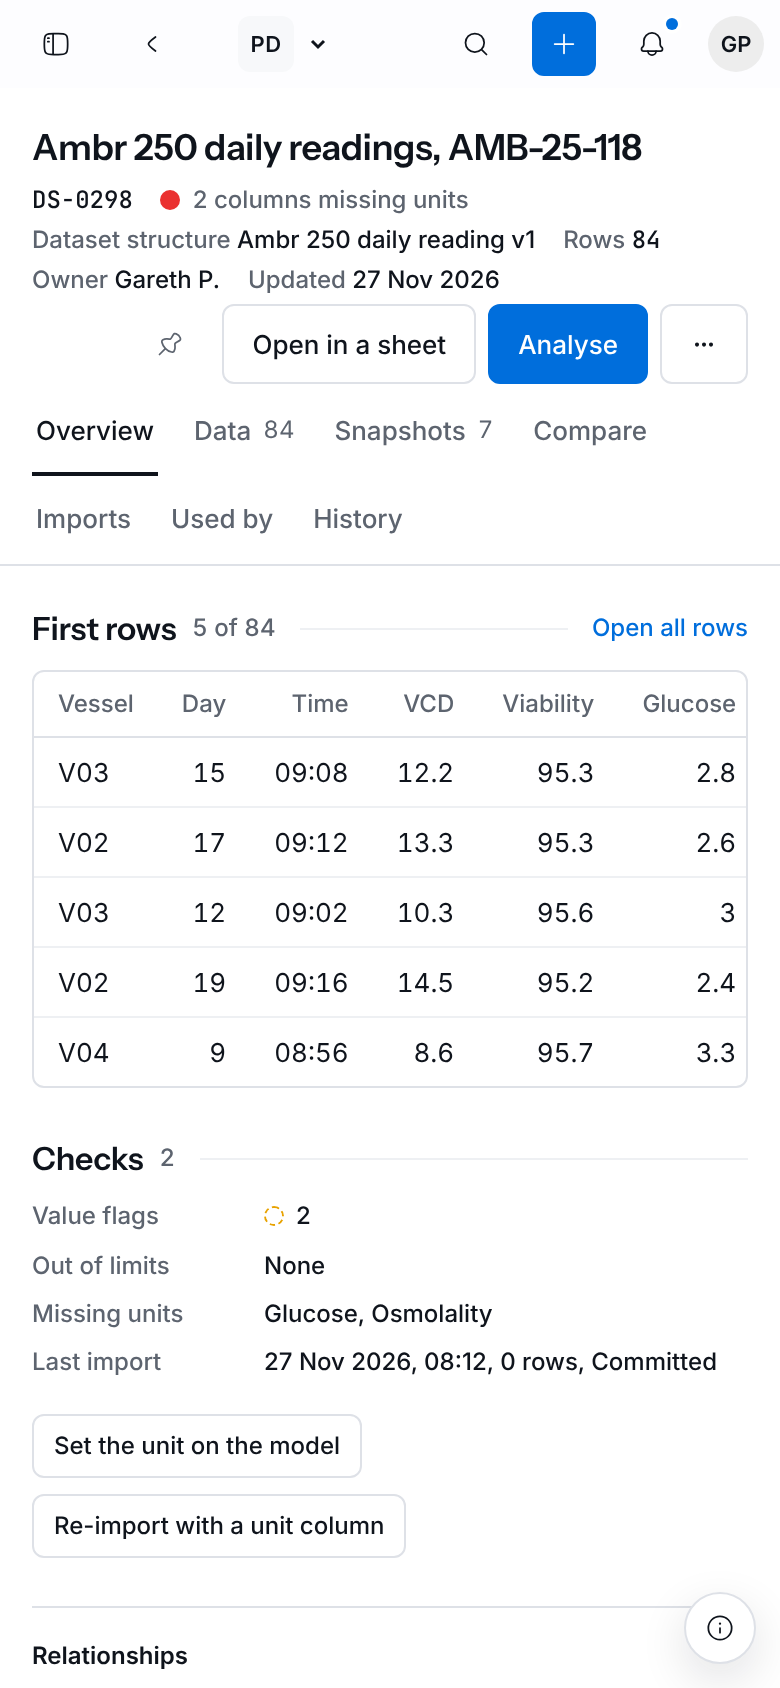 PD
GP
Ambr 250 daily readings, AMB-25-118
DS-0298 2 columns missing units
Dataset structure Ambr 250 daily reading v1 Rows 84
Owner Gareth P. Updated 27 Nov 2026
Open in a sheet Analyse ...
Overview Data 84 Snapshots 7 Compare
Imports Used by History
First rows 5 of 84 Open all rows
Vessel Day Time VCD Viability Glucose
V03 15 09:08 12.2 95.3 2.8
V02 17 09:12 13.3 95.3 2.6
V03 12 09:02 10.3 95.6 3
V02 19 09:16 14.5 95.2 2.4
V04 9 08:56 8.6 95.7 3.3
Checks 2
Value flags 2
Out of limits None
Missing units Glucose, Osmolality
Last import 27 Nov 2026, 08:12, 0 rows, Committed
Set the unit on the model
Re-import with a unit column
Relationships